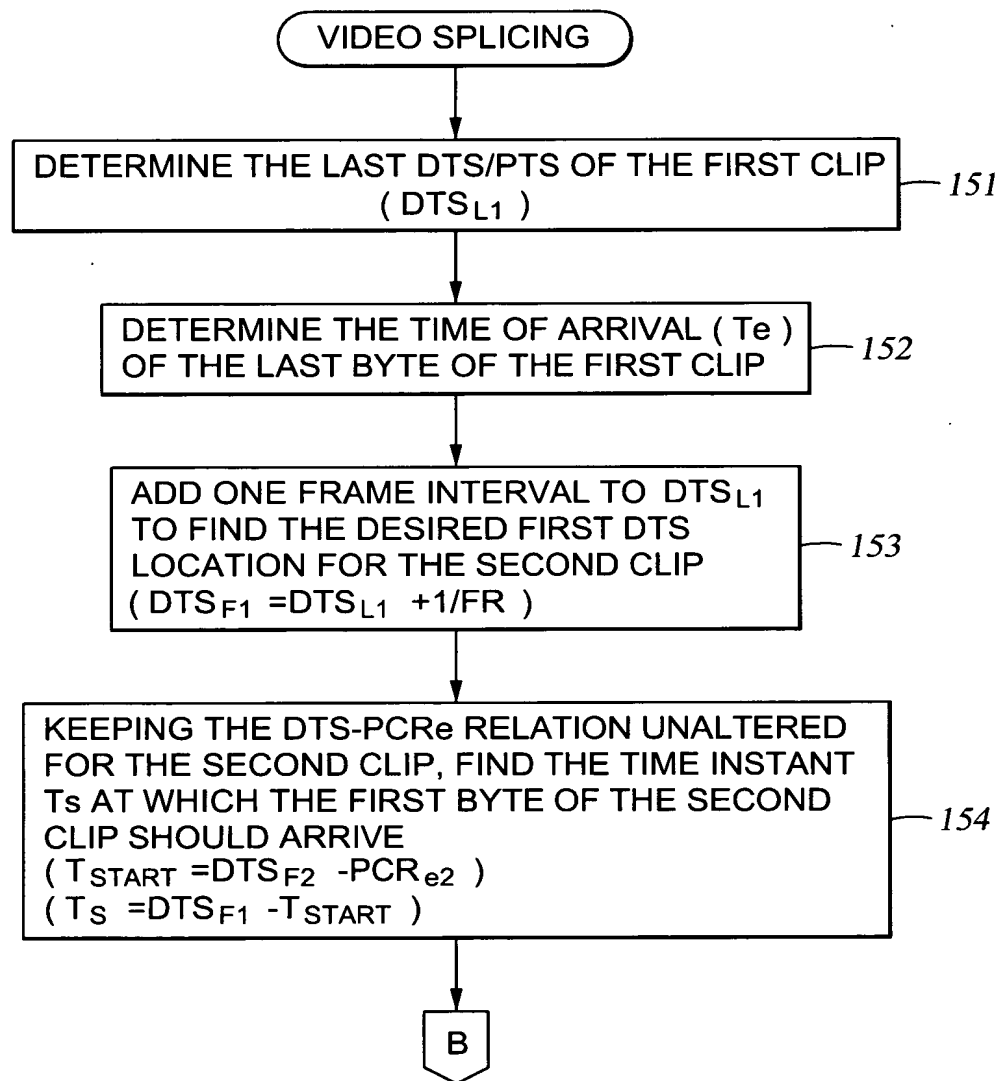 VIDEO SPLICING
DETERMINE THE LAST DTS/PTS OF THE FIRST CLIP
( DTSL1 )
151
DETERMINE THE TIME OF ARRIVAL ( Te )
OF THE LAST BYTE OF THE FIRST CLIP
152
ADD ONE FRAME INTERVAL TO DTSL1
TO FIND THE DESIRED FIRST DTS
LOCATION FOR THE SECOND CLIP
( DTSF1 =DTSL1 +1/FR )
153
KEEPING THE DTS-PCRe RELATION UNALTERED
FOR THE SECOND CLIP, FIND THE TIME INSTANT
Ts AT WHICH THE FIRST BYTE OF THE SECOND
CLIP SHOULD ARRIVE
( TSTART =DTSF2 -PCRe2 )
( TS =DTSF1 -TSTART )
154
B